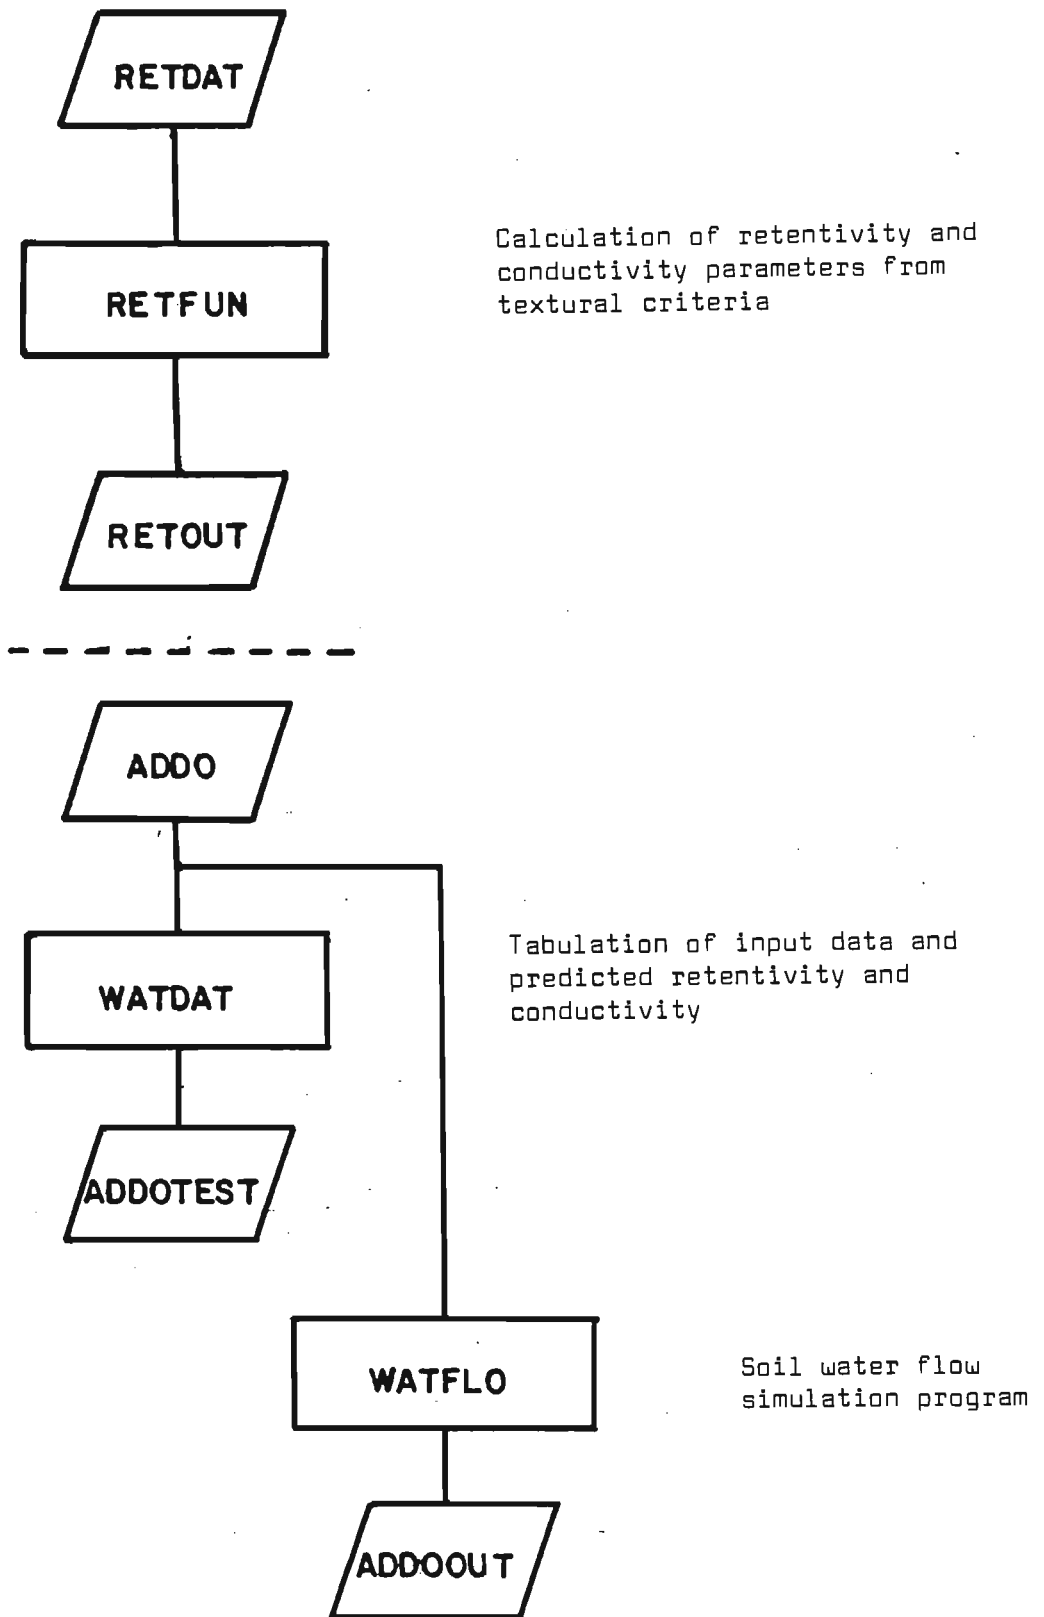 RETDAT
RETFUN
Calculation of retentivity and
conductivity parameters from
textural criteria
RETOUT
ADDO
WATDAT
Tabulation of input data and
predicted retentivity and
conductivity
ADDOTEST
WATFLO
Soil water flow
simulation program
ADDOOUT